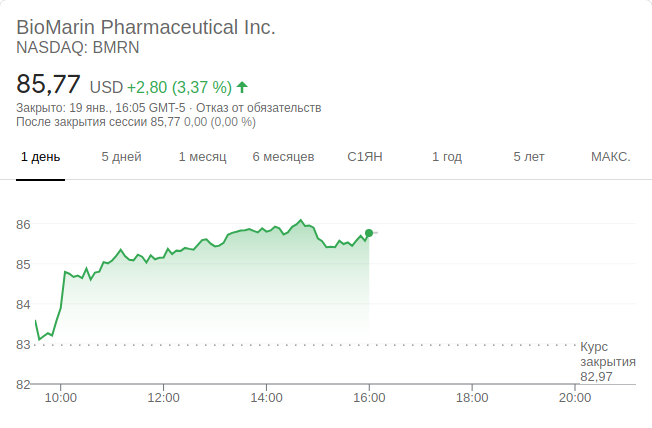 BioMarin Pharmaceutical Inc.
NASDAQ: BMRN
85,77 USD +2,80 (3,37 %)
Закрыто: 19 янв., 16:05 GMT-5 · Отказ от обязательств
После закрытия сессии 85,77 0,00 (0,00 %)
1 день 5 дней 1 месяц 6 месяцев С1ЯН 1 год 5 лет МАКС.
86
85
84
83
Курс
закрытия
82,97
82
10:00 12:00 14:00 16:00 18:00 20:00